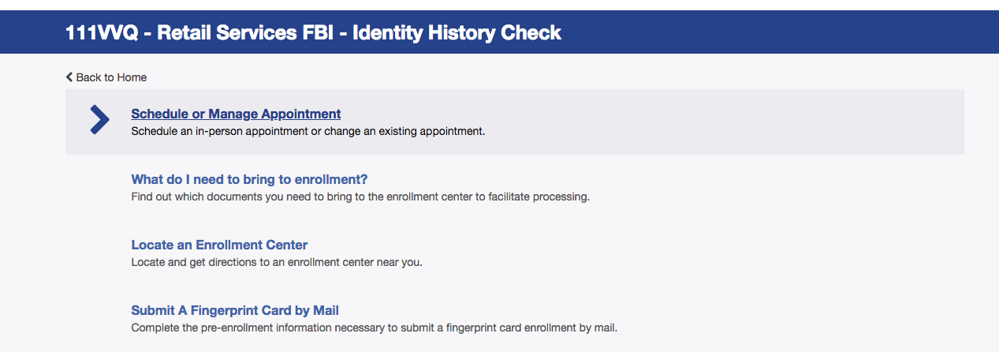 111VVQ - Retail Services FBI - Identity History Check
Back to Home
Schedule or Manage Appointment
Schedule an in-person appointment or change an existing appointment.
What do I need to bring to enrollment?
Find out which documents you need to bring to the enrollment center to facilitate processing.
Locate an Enrollment Center
Locate and get directions to an enrollment center near you.
Submit A Fingerprint Card by Mail
Complete the pre-enrollment information necessary to submit a fingerprint card enrollment by mail.